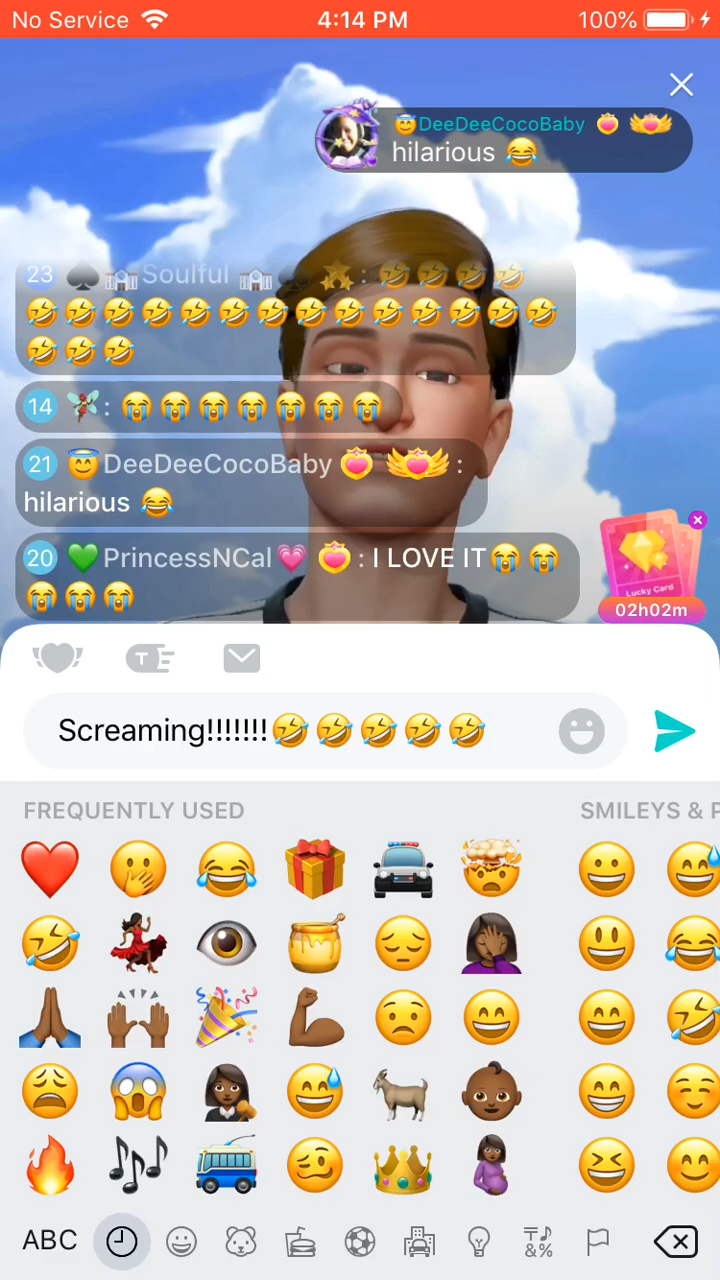 No Service 4:14 PM 100%
😇DeeDeeCocoBaby
hilarious 😂
23 ♠️🏫Soulful 🏫♠️ : 🤣🤣🤣🤣
🤣🤣🤣🤣🤣🤣🤣🤣🤣🤣🤣🤣🤣🤣
🤣🤣🤣
14 : 😭😭😭😭😭😭😭
21 😇DeeDeeCocoBaby :
hilarious 😂
20 💚PrincessNCal💗 : I LOVE IT😭😭
😭😭😭
Lucky Card
02h02m
T
Screaming!!!!!!!🤣🤣🤣🤣🤣
FREQUENTLY USED SMILEYS & P
ABC &%